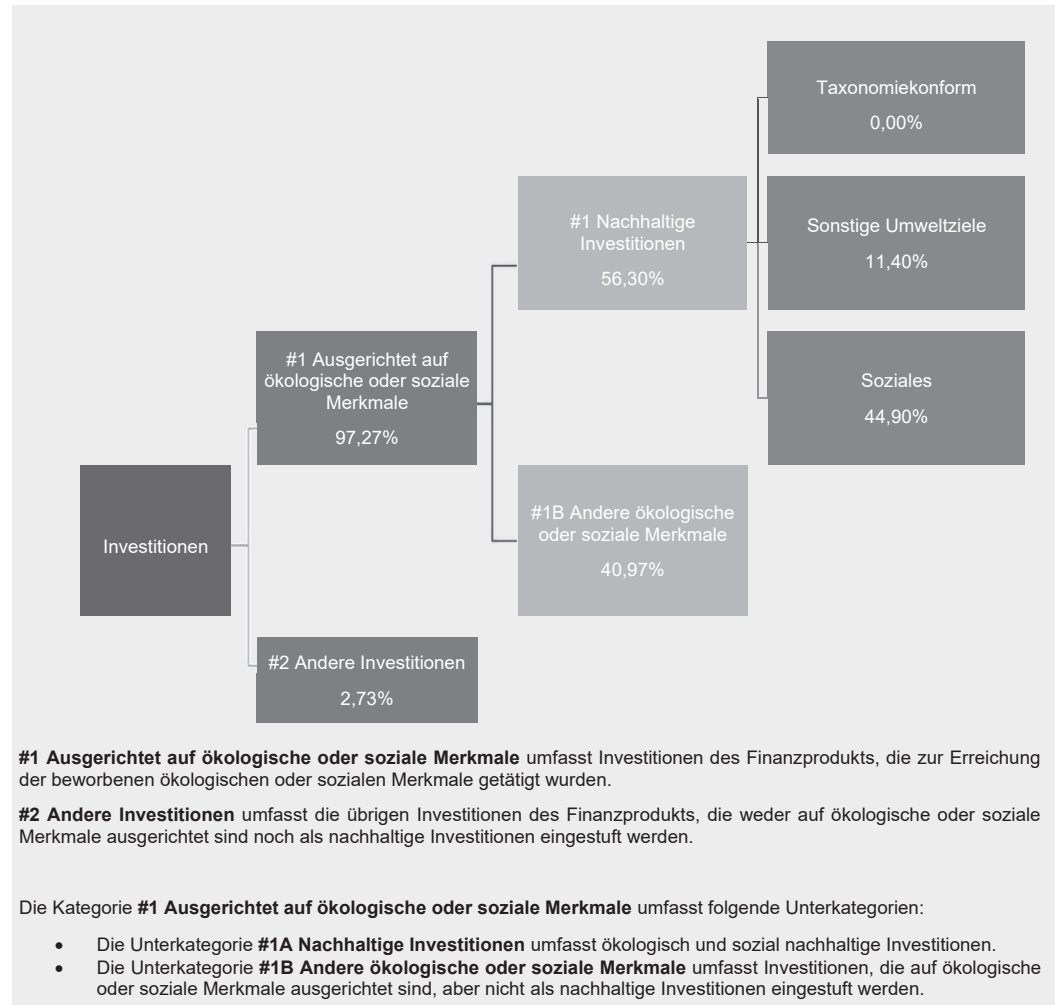 Taxonomiekonform
0,00%
#1 Nachhaltige
Investitionen
56,30%
Sonstige Umweltziele
11,40%
#1 Ausgerichtet auf
ökologische oder soziale
Merkmale
97,27%
Soziales
44,90%
Investitionen
#1B Andere ökologische
oder soziale Merkmale
40,97%
#2 Andere Investitionen
2,73%
#1 Ausgerichtet auf ökologische oder soziale Merkmale umfasst Investitionen des Finanzprodukts, die zur Erreichung
der beworbenen ökologischen oder sozialen Merkmale getätigt wurden.
#2 Andere Investitionen umfasst die übrigen Investitionen des Finanzprodukts, die weder auf ökologische oder soziale
Merkmale ausgerichtet sind noch als nachhaltige Investitionen eingestuft werden.
Die Kategorie #1 Ausgerichtet auf ökologische oder soziale Merkmale umfasst folgende Unterkategorien:
• Die Unterkategorie #1A Nachhaltige Investitionen umfasst ökologisch und sozial nachhaltige Investitionen.
• Die Unterkategorie #1B Andere ökologische oder soziale Merkmale umfasst Investitionen, die auf ökologische
oder soziale Merkmale ausgerichtet sind, aber nicht als nachhaltige Investitionen eingestuft werden.